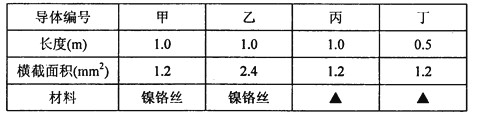 导体编号 甲 乙 丙 丁
长度(m) 1.0 1.0 1.0 0.5
横截面积(mm²) 1.2 2.4 1.2 1.2
材料 镍铬丝 镍铬丝 ▲ ▲